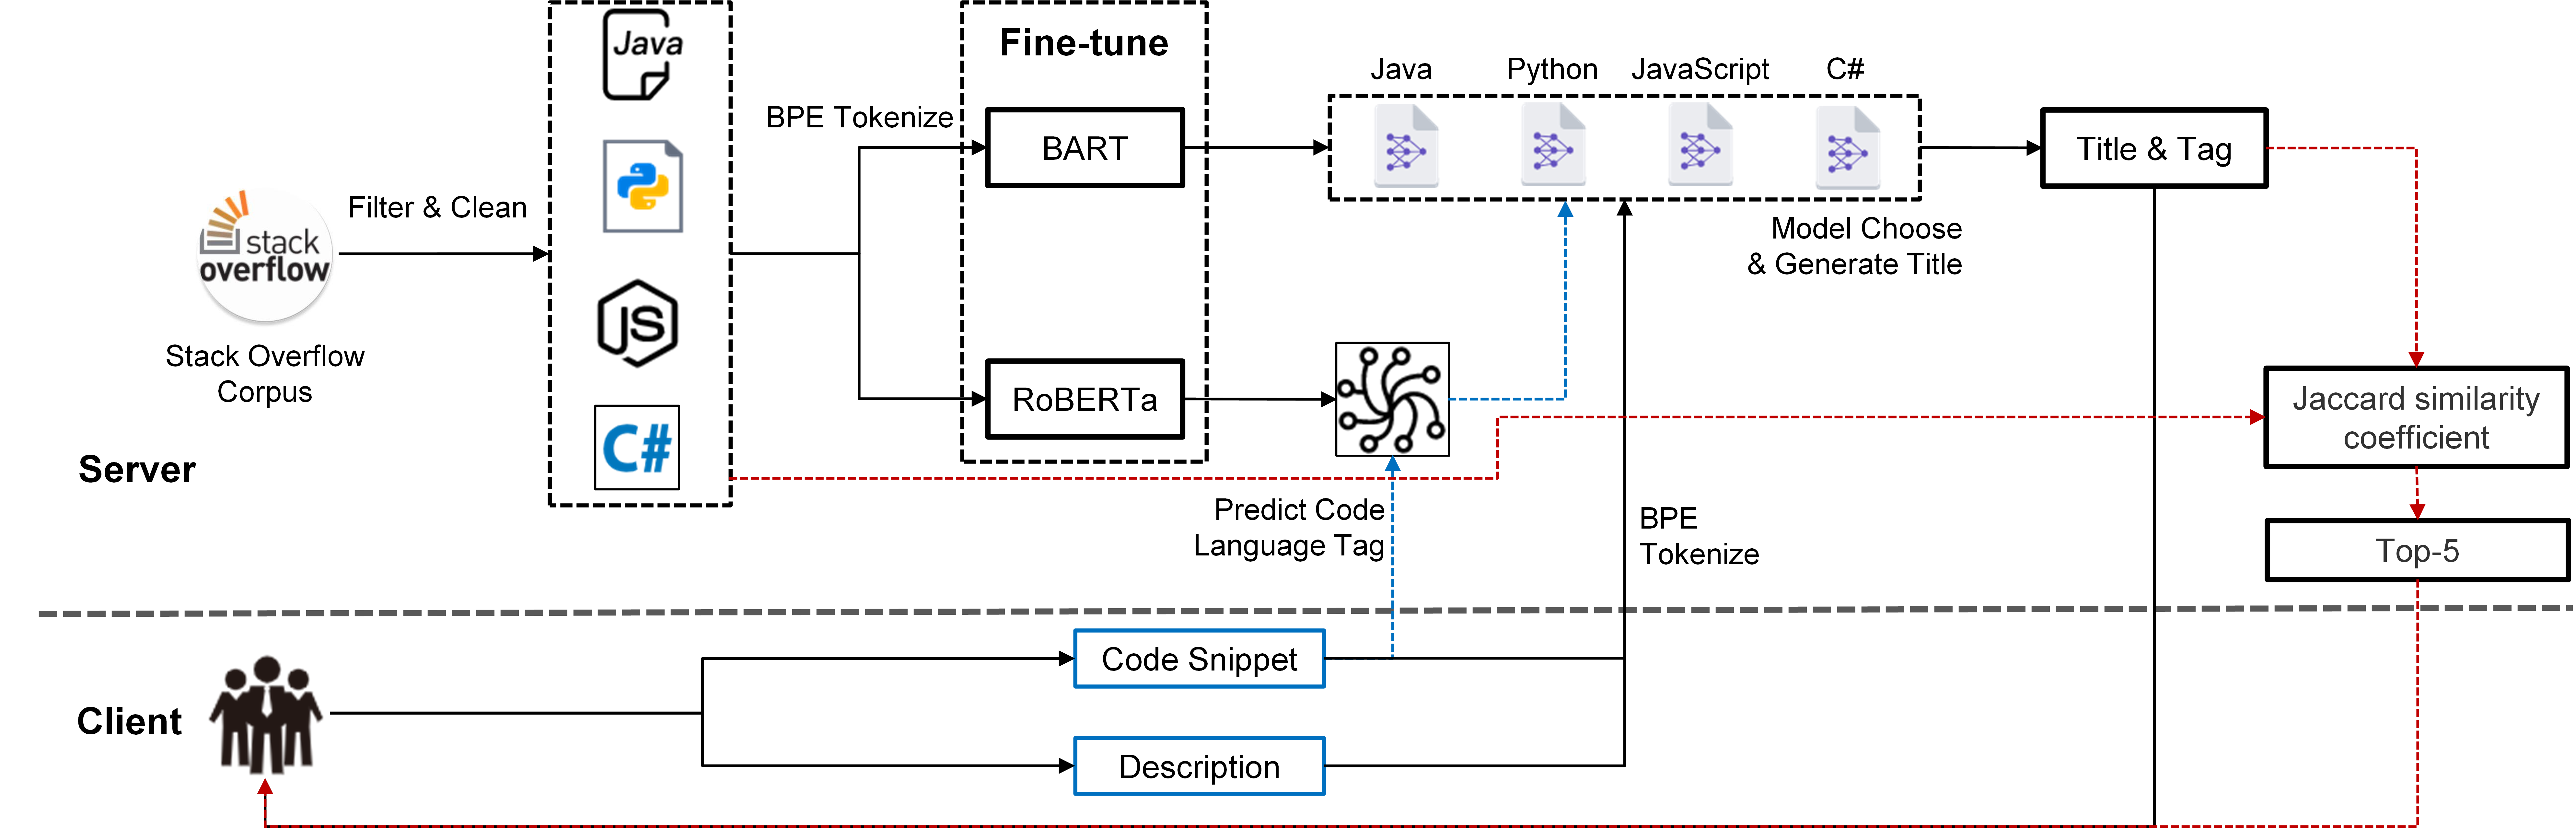 Java
Fine-tune
Java
Python
JavaScript
C#
BPE Tokenize
BART
Title & Tag
Filter & Clean
stack
overflow
Model Choose
& Generate Title
Stack Overflow
Corpus
JS
RoBERTa
Jaccard similarity
coefficient
C#
Server
Predict Code
Language Tag
BPE
Tokenize
Top-5
Code Snippet
Client
Description